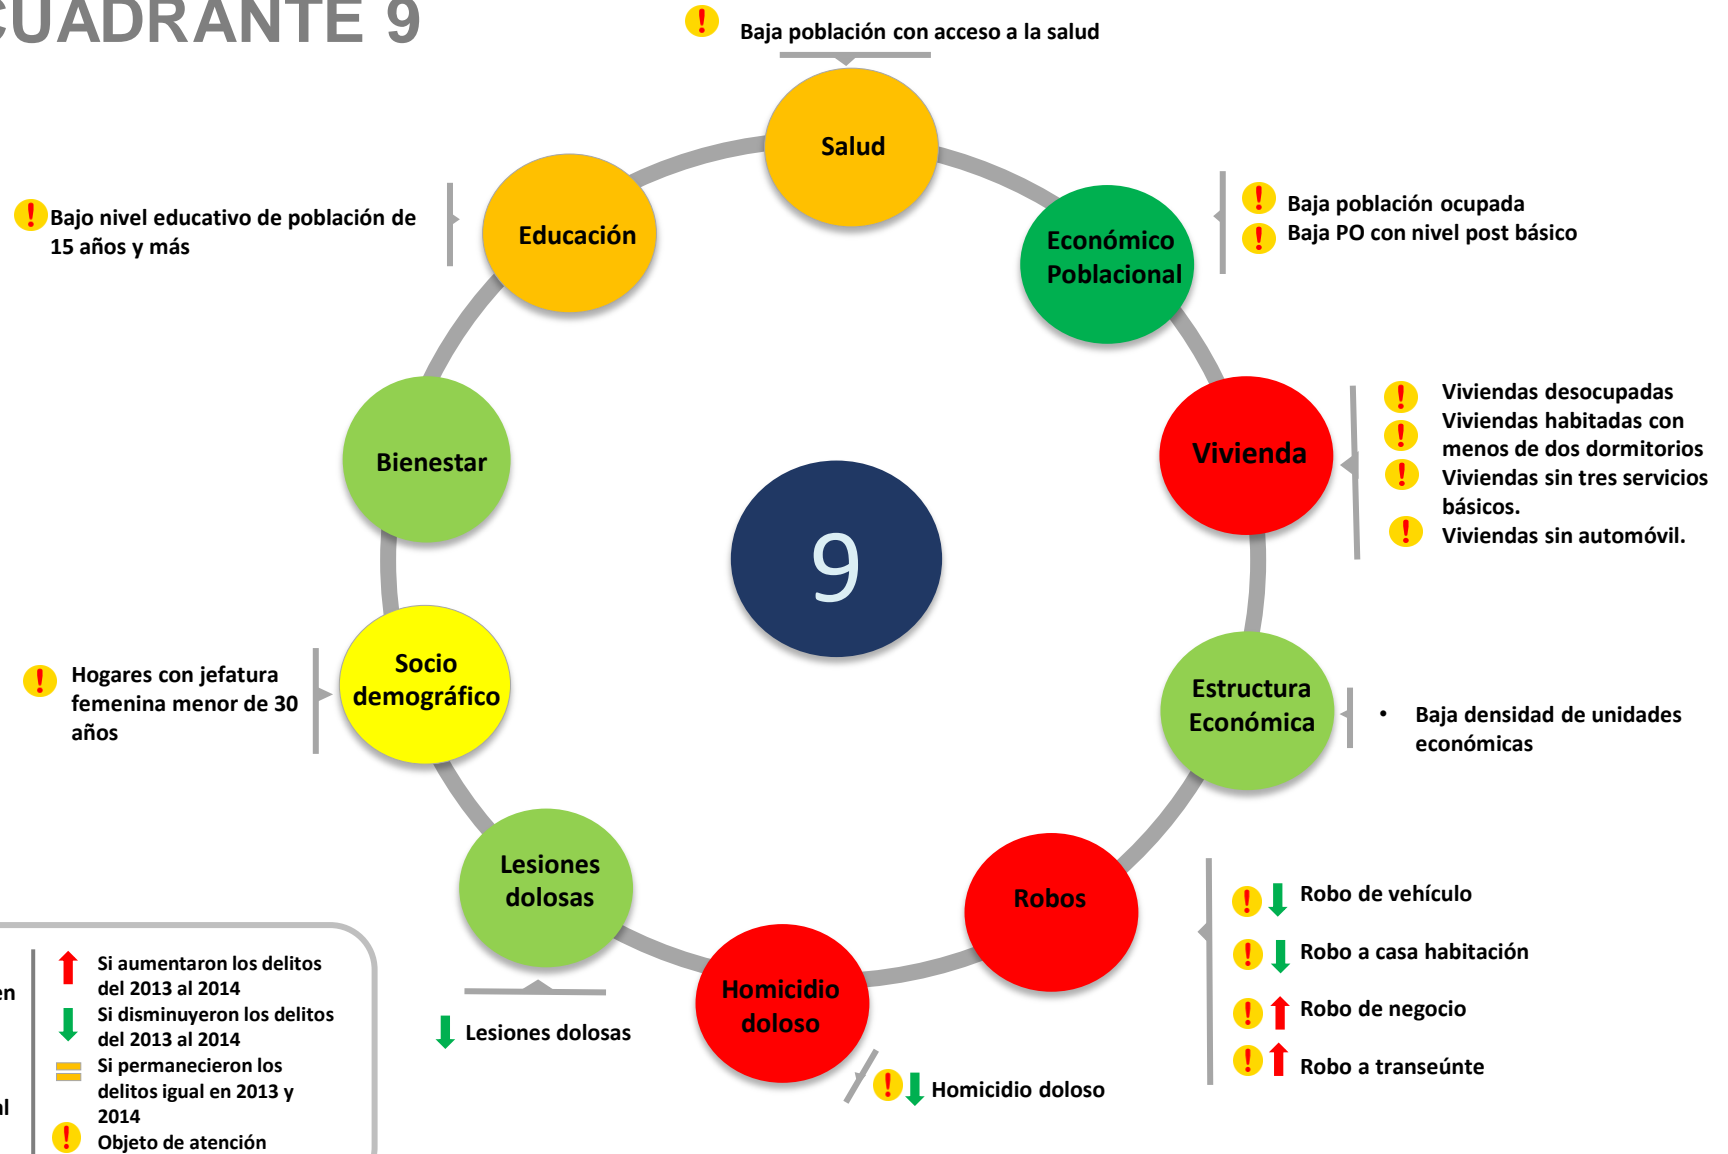 CUADRANTE 9
Baja población con acceso a la salud
Salud
Educación
Bajo nivel educativo de población de
15 años y más
Económico
Poblacional
Baja población ocupada
Baja PO con nivel post básico
Bienestar
Vivienda
Viviendas desocupadas
Viviendas habitadas con
menos de dos dormitorios
Viviendas sin tres servicios
básicos.
Viviendas sin automóvil.
9
Socio
demográfico
Hogares con jefatura
femenina menor de 30
años
Estructura
Económica
• Baja densidad de unidades
económicas
Lesiones
dolosas
Lesiones dolosas
Robos
Robo de vehículo
Robo a casa habitación
Robo de negocio
Robo a transeúnte
Homicidio
doloso
Homicidio doloso
en
al
Si aumentaron los delitos
del 2013 al 2014
Si disminuyeron los delitos
del 2013 al 2014
Si permanecieron los
delitos igual en 2013 y
2014
Objeto de atención